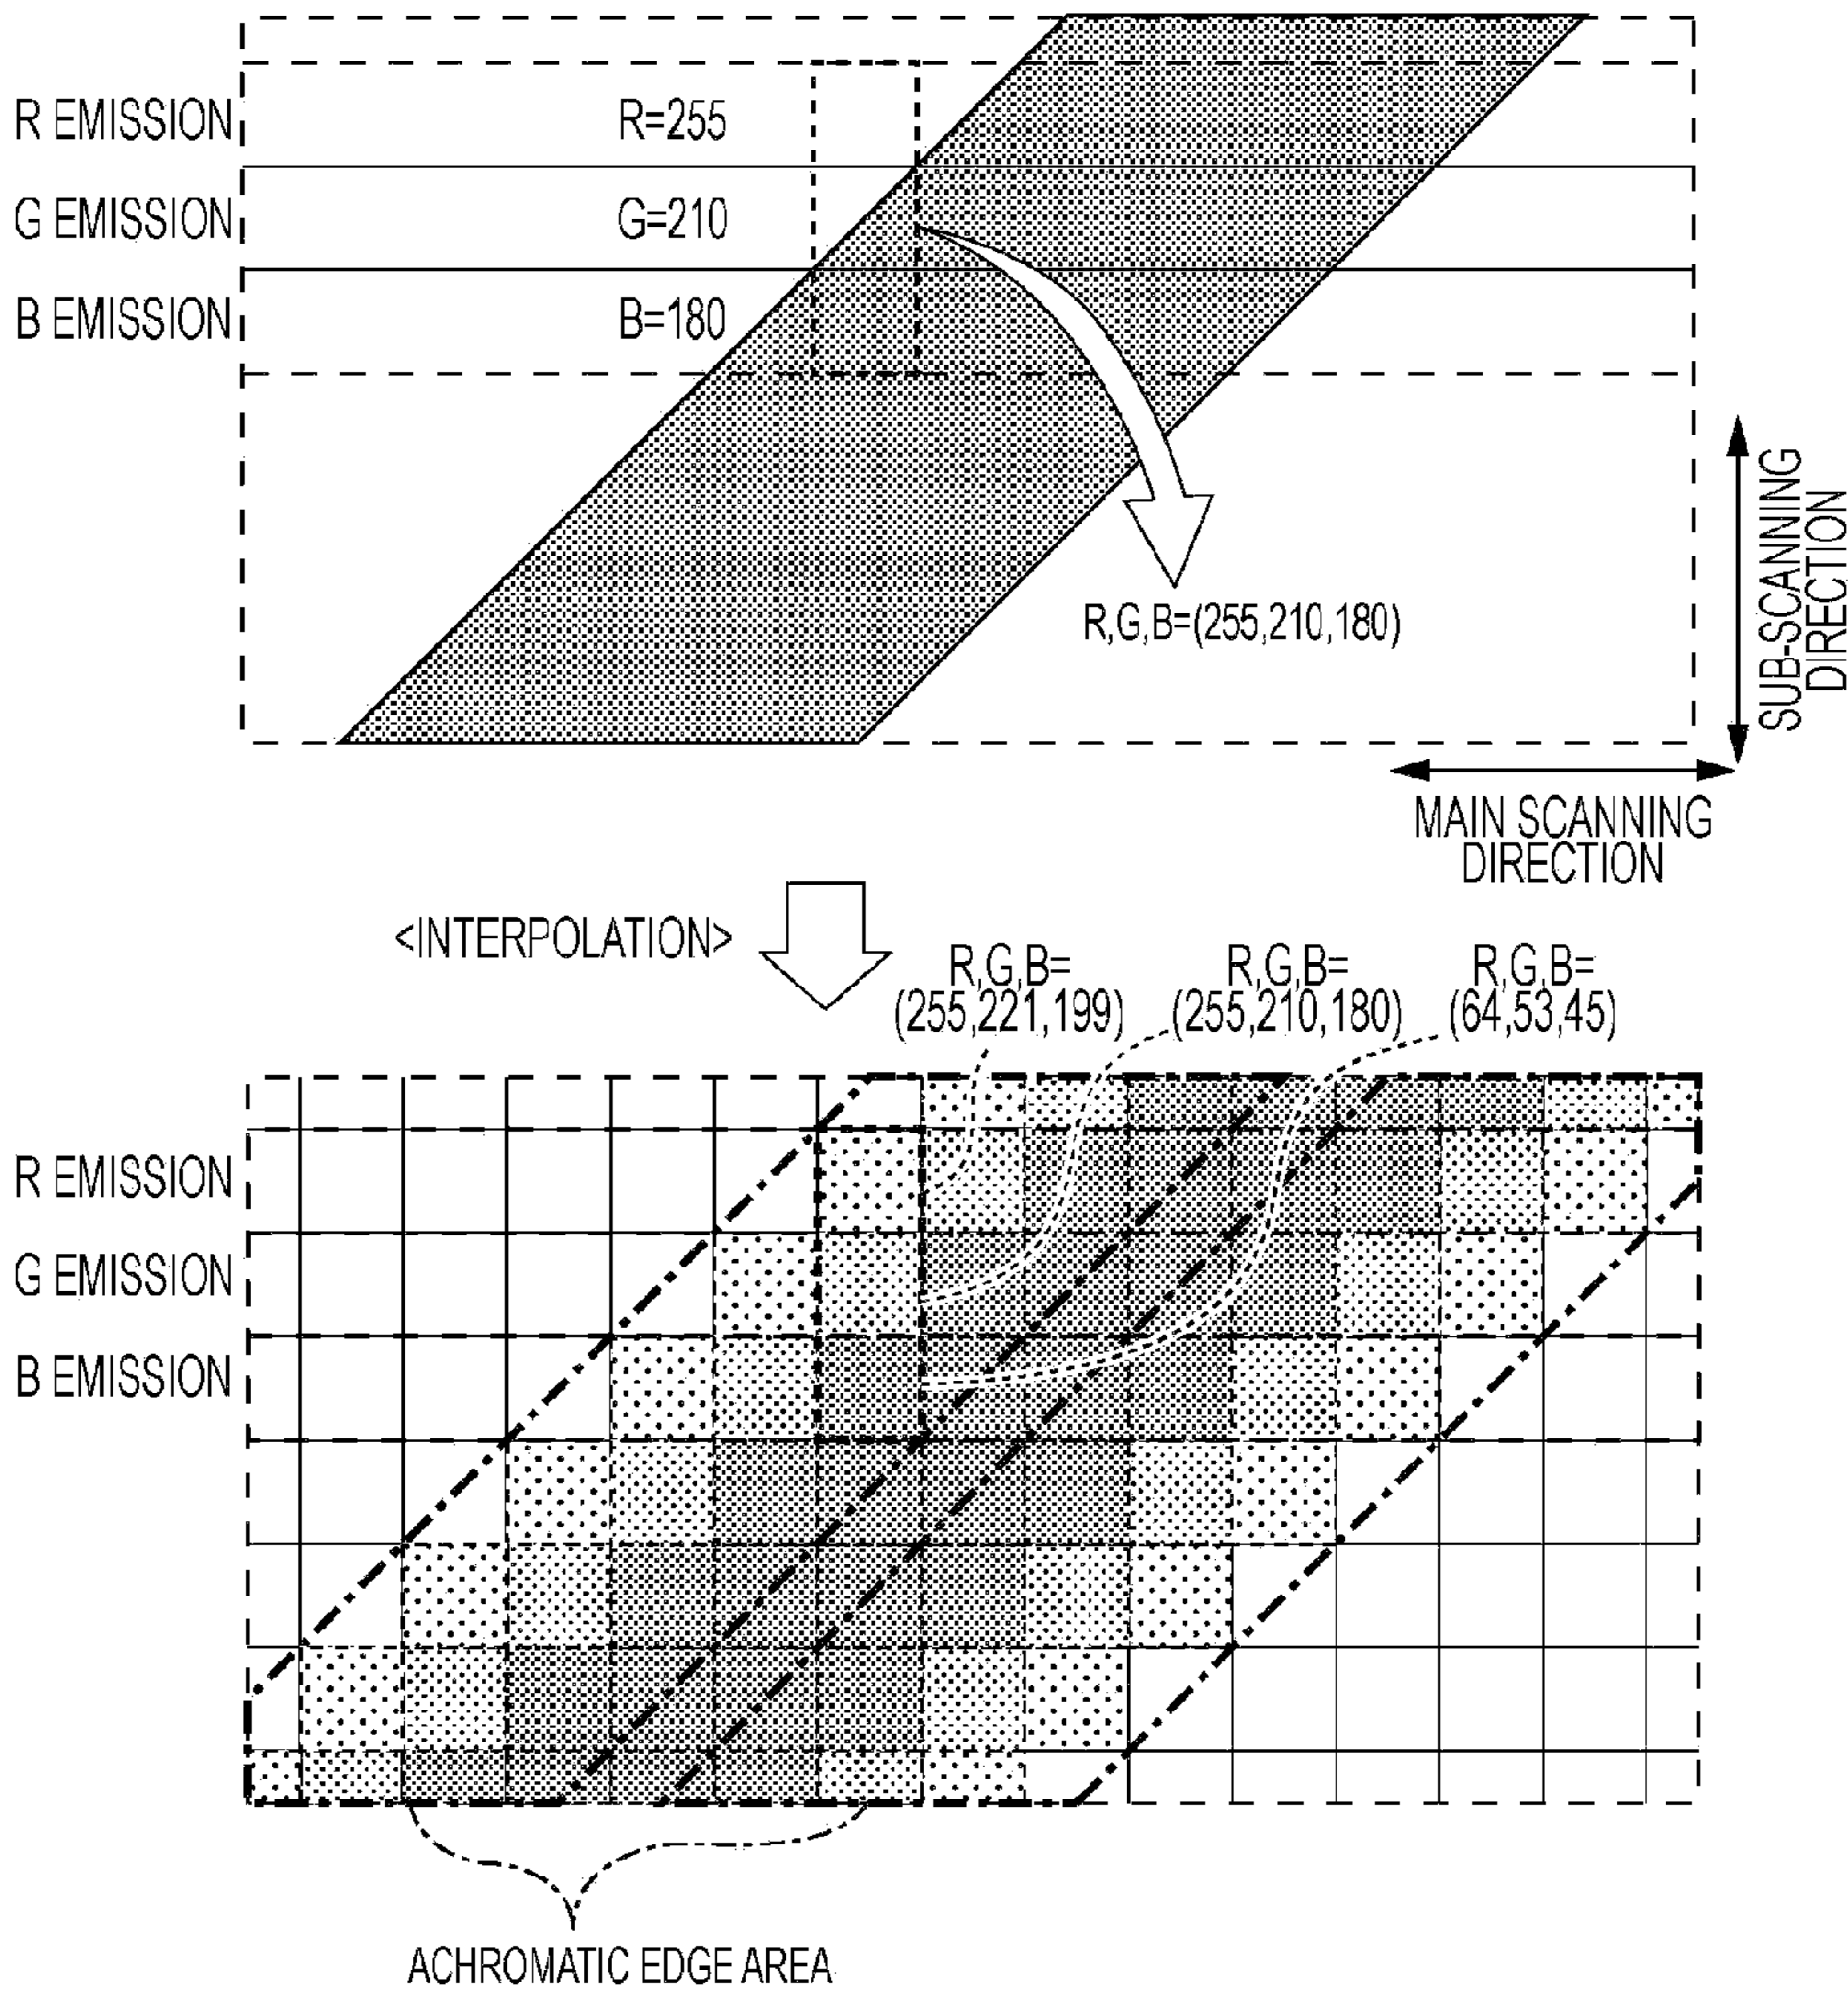 R EMISSION
R=255
G EMISSION
G=210
B EMISSION
B=180
R,G,B=(255,210,180)
SUB-SCANNING
DIRECTION
MAIN SCANNING
DIRECTION
<INTERPOLATION>
R,G,B=
(255,221,199)
R,G,B=
(255,210,180)
R,G,B=
(64,53,45)
R EMISSION
G EMISSION
B EMISSION
ACHROMATIC EDGE AREA